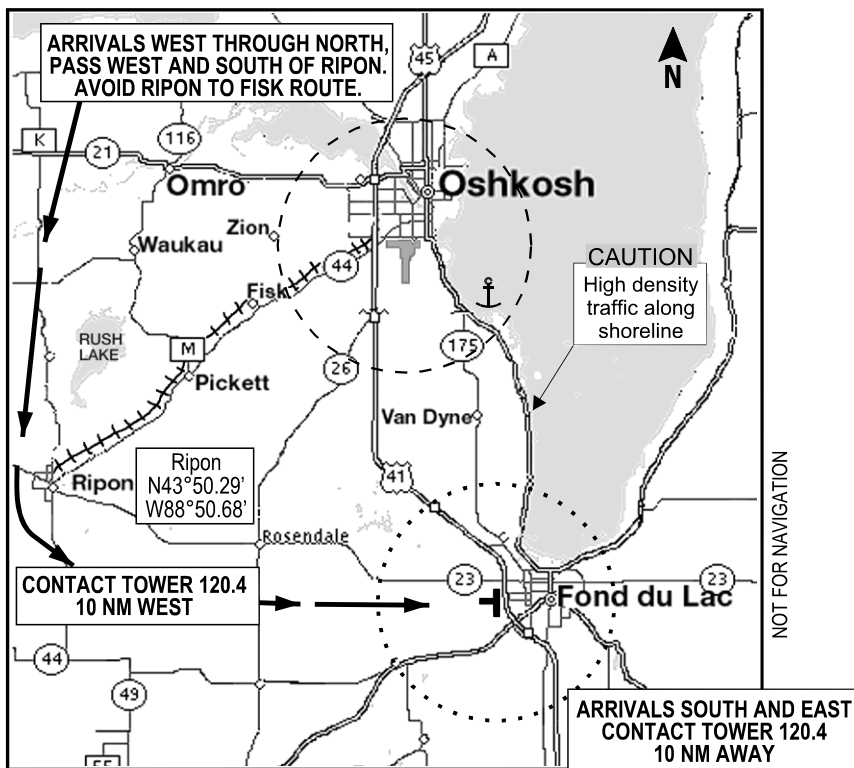 ARRIVALS WEST THROUGH NORTH,
PASS WEST AND SOUTH OF RIPON.
AVOID RIPON TO FISK ROUTE.
45
A
N
K
21
116
Omro
Oshkosh
Zion
Waukau
44
CAUTION
High density
traffic along
shoreline
Fisk
RUSH
LAKE
M
175
26
Pickett
Van Dyne
Ripon
Ripon
N43°50.29'
W88°50.68'
41
Rosendale
NOT FOR NAVIGATION
CONTACT TOWER 120.4
10 NM WEST
23
23
Fond du Lac
44
49
ARRIVALS SOUTH AND EAST
CONTACT TOWER 120.4
10 NM AWAY